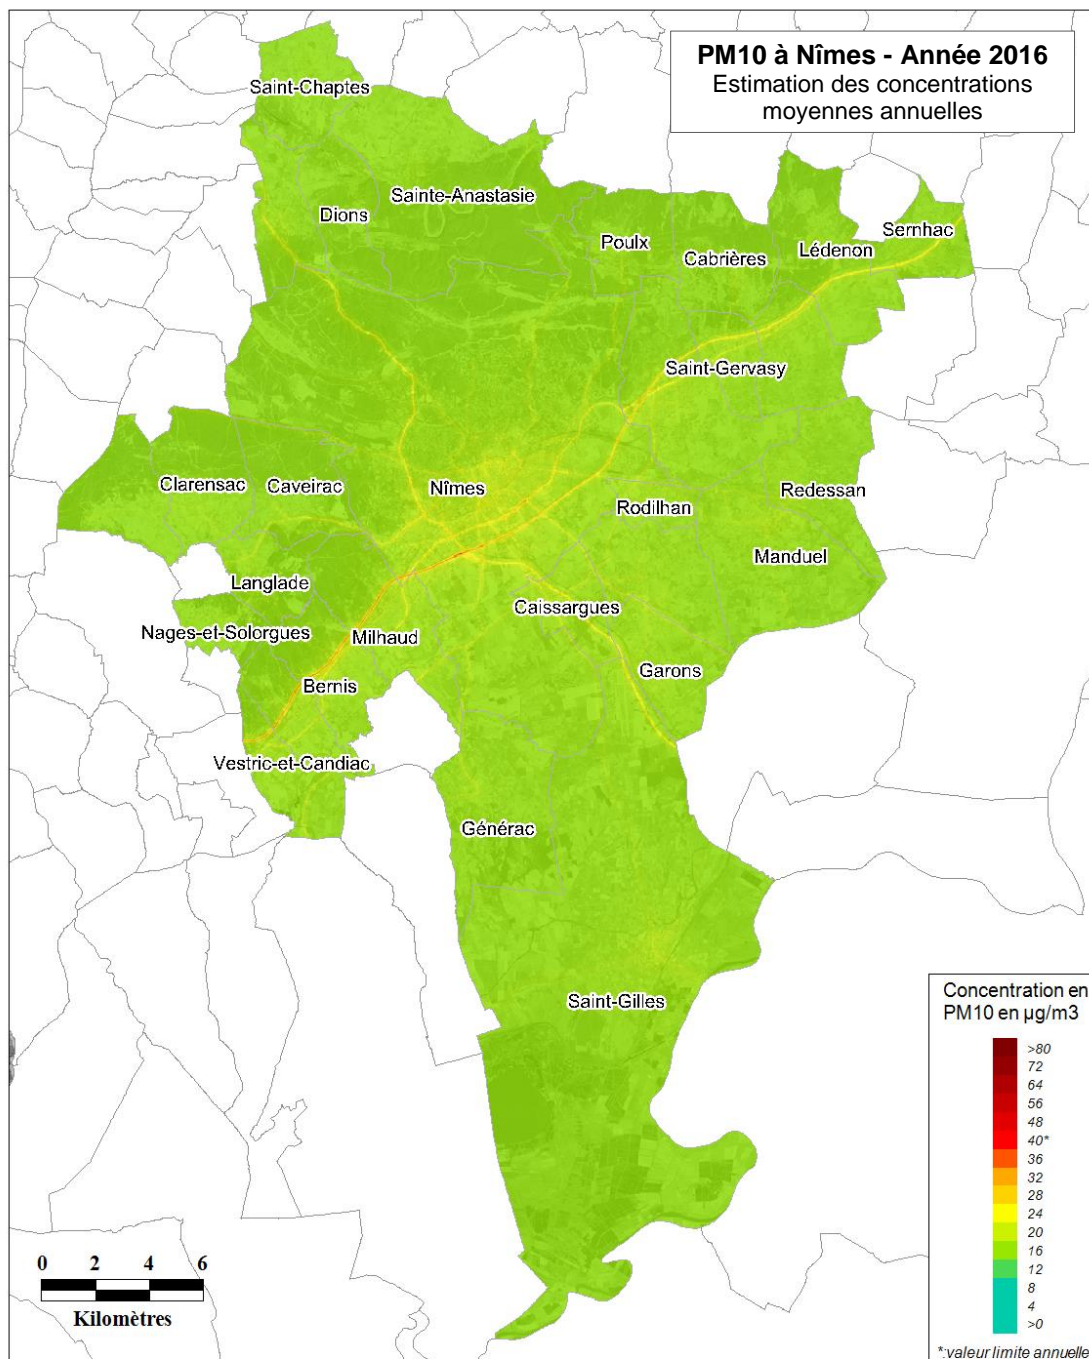 PM10 à Nîmes - Année 2016
Estimation des concentrations
moyennes annuelles
Saint-Chaptes
Sainte-Anastasie
Dions
Poulx
Cabrières
Lédenon
Sernhac
Saint-Gervasy
Clarensac
Caveirac
Nîmes
Rodilhan
Redessan
Manduel
Langlade
Caissargues
Nages-et-Solorgues
Milhaud
Garons
Bernis
Vestric-et-Candiac
Générac
Saint-Gilles
Concentration en
PM10 en µg/m3
>80
72
64
56
48
40*
36
32
28
24
20
16
12
8
4
>0
*:valeur limite annuelle
0 2 4 6
Kilomètres